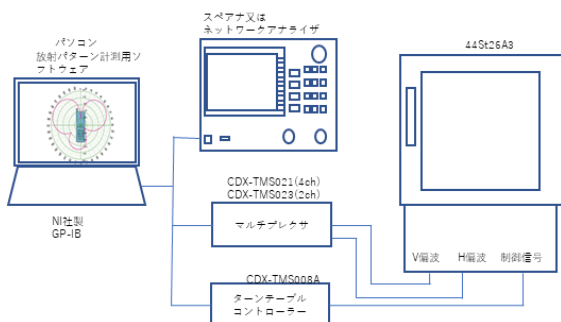 スペアナ又は
ネットワークアナライザ
パソコン
放射パターン計測用ソ
フトウェア
44St26A3
CDX-TMS021(4ch)
CDX-TMS023(2ch)
マルチプレクサ
NI社製
GP-IB
V偏波 H偏波 制御信号
CDX-TMS008A
ターンテーブル
コントローラー